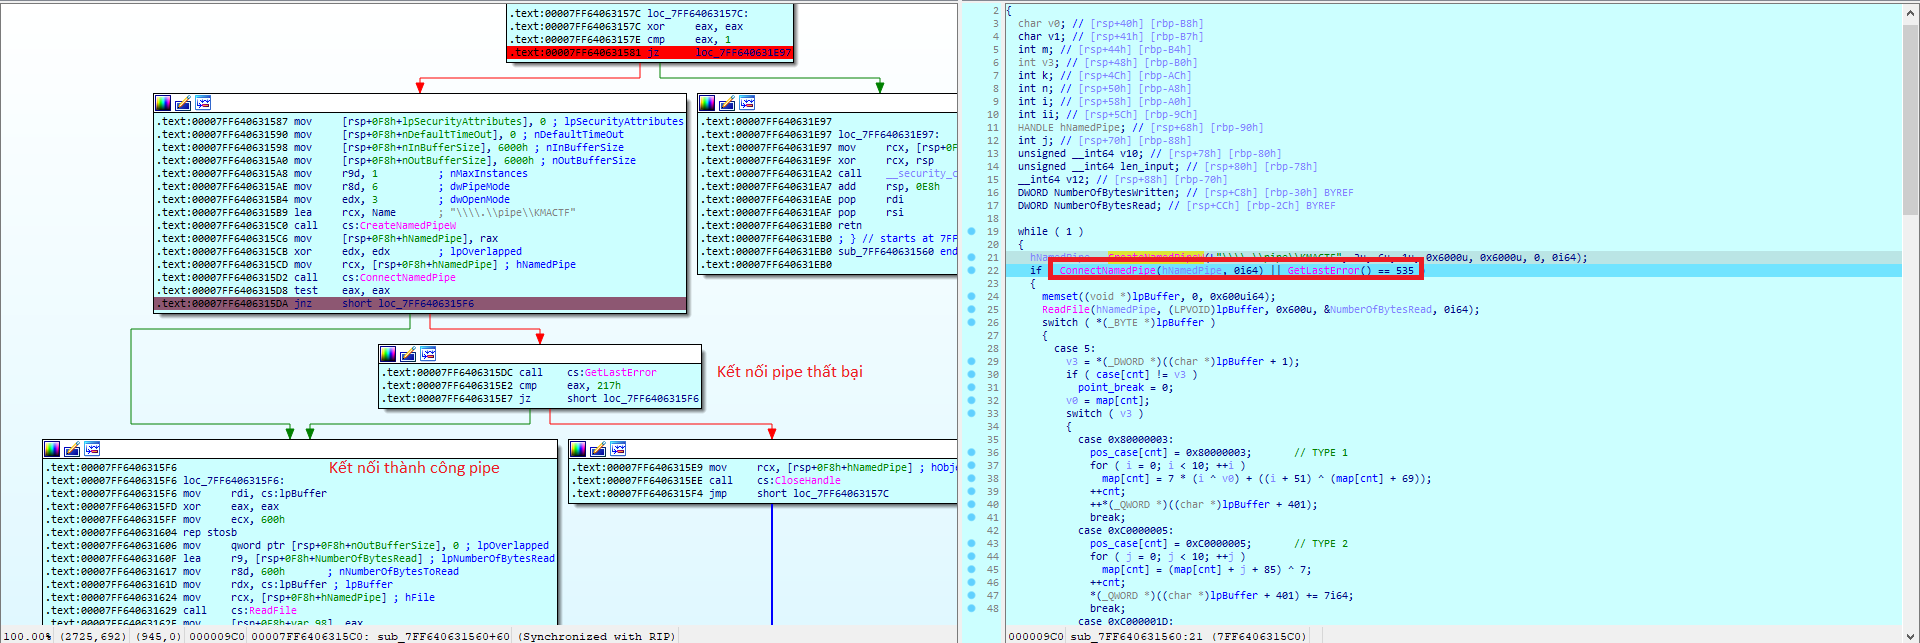 .text:00007FF64063157C loc_7FF64063157C:
.text:00007FF64063157C xor     eax, eax
.text:00007FF64063157E cmp     eax, 1
.text:00007FF640631581 jz      loc_7FF640631E97
.text:00007FF640631587 mov     [rsp+0F8h+lpSecurityAttributes], 0 ; lpSecurityAttributes
.text:00007FF640631590 mov     [rsp+0F8h+nDefaultTimeOut], 0 ; nDefaultTimeOut
.text:00007FF640631598 mov     [rsp+0F8h+nInBufferSize], 6000h ; nInBufferSize
.text:00007FF6406315A0 mov     [rsp+0F8h+nOutBufferSize], 6000h ; nOutBufferSize
.text:00007FF6406315A8 mov     r9d, 1          ; nMaxInstances
.text:00007FF6406315AE mov     r8d, 6          ; dwPipeMode
.text:00007FF6406315B4 mov     edx, 3          ; dwOpenMode
.text:00007FF6406315B9 lea     rcx, Name       ; "\\\\.\\pipe\\KMACTF"
.text:00007FF6406315C0 call    cs:CreateNamedPipeW
.text:00007FF6406315C6 mov     [rsp+0F8h+hNamedPipe], rax
.text:00007FF6406315CB xor     edx, edx        ; lpOverlapped
.text:00007FF6406315CD mov     rcx, [rsp+0F8h+hNamedPipe] ; hNamedPipe
.text:00007FF6406315D2 call    cs:ConnectNamedPipe
.text:00007FF6406315D8 test    eax, eax
.text:00007FF6406315DA jnz     short loc_7FF6406315F6
.text:00007FF640631E97
.text:00007FF640631E97 loc_7FF640631E97:
.text:00007FF640631E97 mov     rcx, [rsp+0F
.text:00007FF640631E9F xor     rcx, rsp
.text:00007FF640631EA2 call    __security_c
.text:00007FF640631EA7 add     rsp, 0E8h
.text:00007FF640631EAE pop     rdi
.text:00007FF640631EAF pop     rsi
.text:00007FF640631EB0 retn
.text:00007FF640631EB0 ; } // starts at 7FF
.text:00007FF640631EB0 sub_7FF640631560 end
.text:00007FF640631EB0
.text:00007FF6406315DC call    cs:GetLastError
.text:00007FF6406315E2 cmp     eax, 217h
.text:00007FF6406315E7 jz      short loc_7FF6406315F6
Kết nối pipe thất bại
.text:00007FF6406315F6
Kết nối thành công pipe
.text:00007FF6406315F6 loc_7FF6406315F6:
.text:00007FF6406315F6 mov     rdi, cs:lpBuffer
.text:00007FF6406315FD xor     eax, eax
.text:00007FF6406315FF mov     ecx, 600h
.text:00007FF640631604 rep stosb
.text:00007FF640631606 mov     qword ptr [rsp+0F8h+nOutBufferSize], 0 ; lpOverlapped
.text:00007FF64063160F lea     r9, [rsp+0F8h+NumberOfBytesRead] ; lpNumberOfBytesRead
.text:00007FF640631617 mov     r8d, 600h       ; nNumberOfBytesToRead
.text:00007FF64063161D mov     rdx, cs:lpBuffer ; lpBuffer
.text:00007FF640631624 mov     rcx, [rsp+0F8h+hNamedPipe] ; hFile
.text:00007FF640631629 call    cs:ReadFile
.text:00007FF64063162F mov     [rsp+0F8h+var_98], eax
.text:00007FF6406315E9 mov     rcx, [rsp+0F8h+hNamedPipe] ; hObje
.text:00007FF6406315EE call    cs:CloseHandle
.text:00007FF6406315F4 jmp     short loc_7FF64063157C
100.00% (2725,692) (945,0) 000009C0 00007FF6406315C0: sub_7FF640631560+60 (Synchronized with RIP)
2 {
3 char v0; // [rsp+40h] [rbp-B8h]
4 char v1; // [rsp+41h] [rbp-B7h]
5 int m; // [rsp+44h] [rbp-B4h]
6 int v3; // [rsp+48h] [rbp-B0h]
7 int k; // [rsp+4Ch] [rbp-ACh]
8 int n; // [rsp+50h] [rbp-A8h]
9 int i; // [rsp+58h] [rbp-A0h]
10 int ii; // [rsp+5Ch] [rbp-9Ch]
11 HANDLE hNamedPipe; // [rsp+68h] [rbp-90h]
12 int j; // [rsp+70h] [rbp-88h]
13 unsigned __int64 v10; // [rsp+78h] [rbp-80h]
14 unsigned __int64 len_input; // [rsp+80h] [rbp-78h]
15 __int64 v12; // [rsp+88h] [rbp-70h]
16 DWORD NumberOfBytesWritten; // [rsp+C8h] [rbp-30h] BYREF
17 DWORD NumberOfBytesRead; // [rsp+CCh] [rbp-2Ch] BYREF
18
19 while ( 1 )
20 {
21 hNamedPipe = CreateNamedPipeW(L"\\\\.\\pipe\\KMACTF", 3u, 6u, 1u, 0x6000u, 0x6000u, 0, 0i64);
22 if ( ConnectNamedPipe(hNamedPipe, 0i64) || GetLastError() == 535
23 {
24 memset((void *)lpBuffer, 0, 0x600ui64);
25 ReadFile(hNamedPipe, (LPVOID)lpBuffer, 0x600u, &NumberOfBytesRead, 0i64);
26 switch ( *(_BYTE *)lpBuffer )
27 {
28 case 5:
29 v3 = *(_DWORD *)((char *)lpBuffer + 1);
30 if ( case[cnt] != v3 )
31 point_break = 0;
32 v0 = map[cnt];
33 switch ( v3 )
34 {
35 case 0x80000003:
36 pos_case[cnt] = 0x80000003;       // TYPE 1
37 for ( i = 0; i < 10; ++i )
38 map[cnt] = 7 * (i ^ v0) + ((i + 51) ^ (map[cnt] + 69));
39 ++cnt;
40 ++*(_QWORD *)((char *)lpBuffer + 401);
41 break;
42 case 0xC0000005:
43 pos_case[cnt] = 0xC0000005;       // TYPE 2
44 for ( j = 0; j < 10; ++j )
45 map[cnt] = (map[cnt] + j + 85) ^ 7;
46 ++cnt;
47 *(_QWORD *)((char *)lpBuffer + 401) += 7i64;
48 break;
case 0xC000001D:
000009C0 sub_7FF640631560:21 (7FF6406315C0)